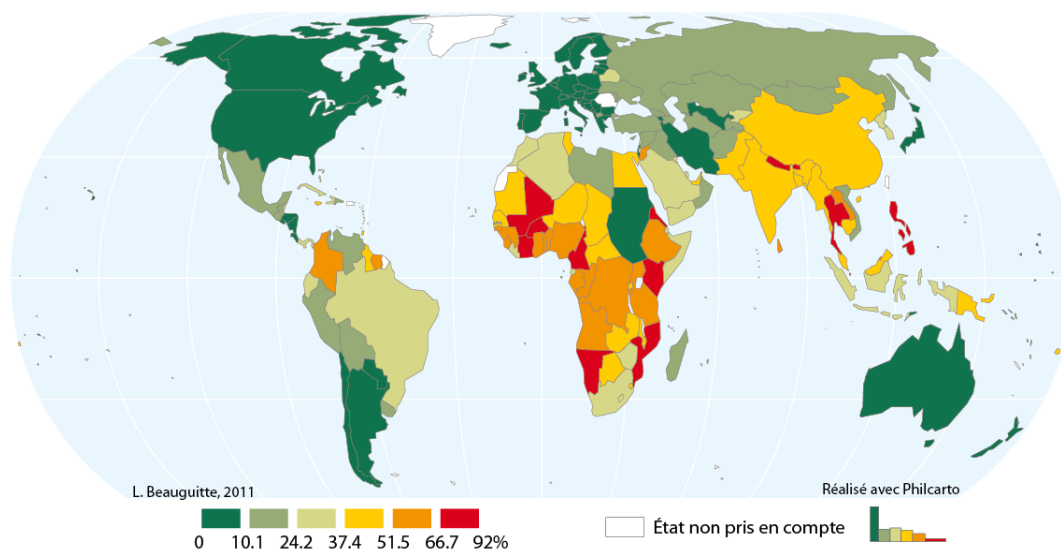 L. Beauguitte, 2011
Réalisé avec Philcarto
0 10.1 24.2 37.4 51.5 66.7 92%
État non pris en compte